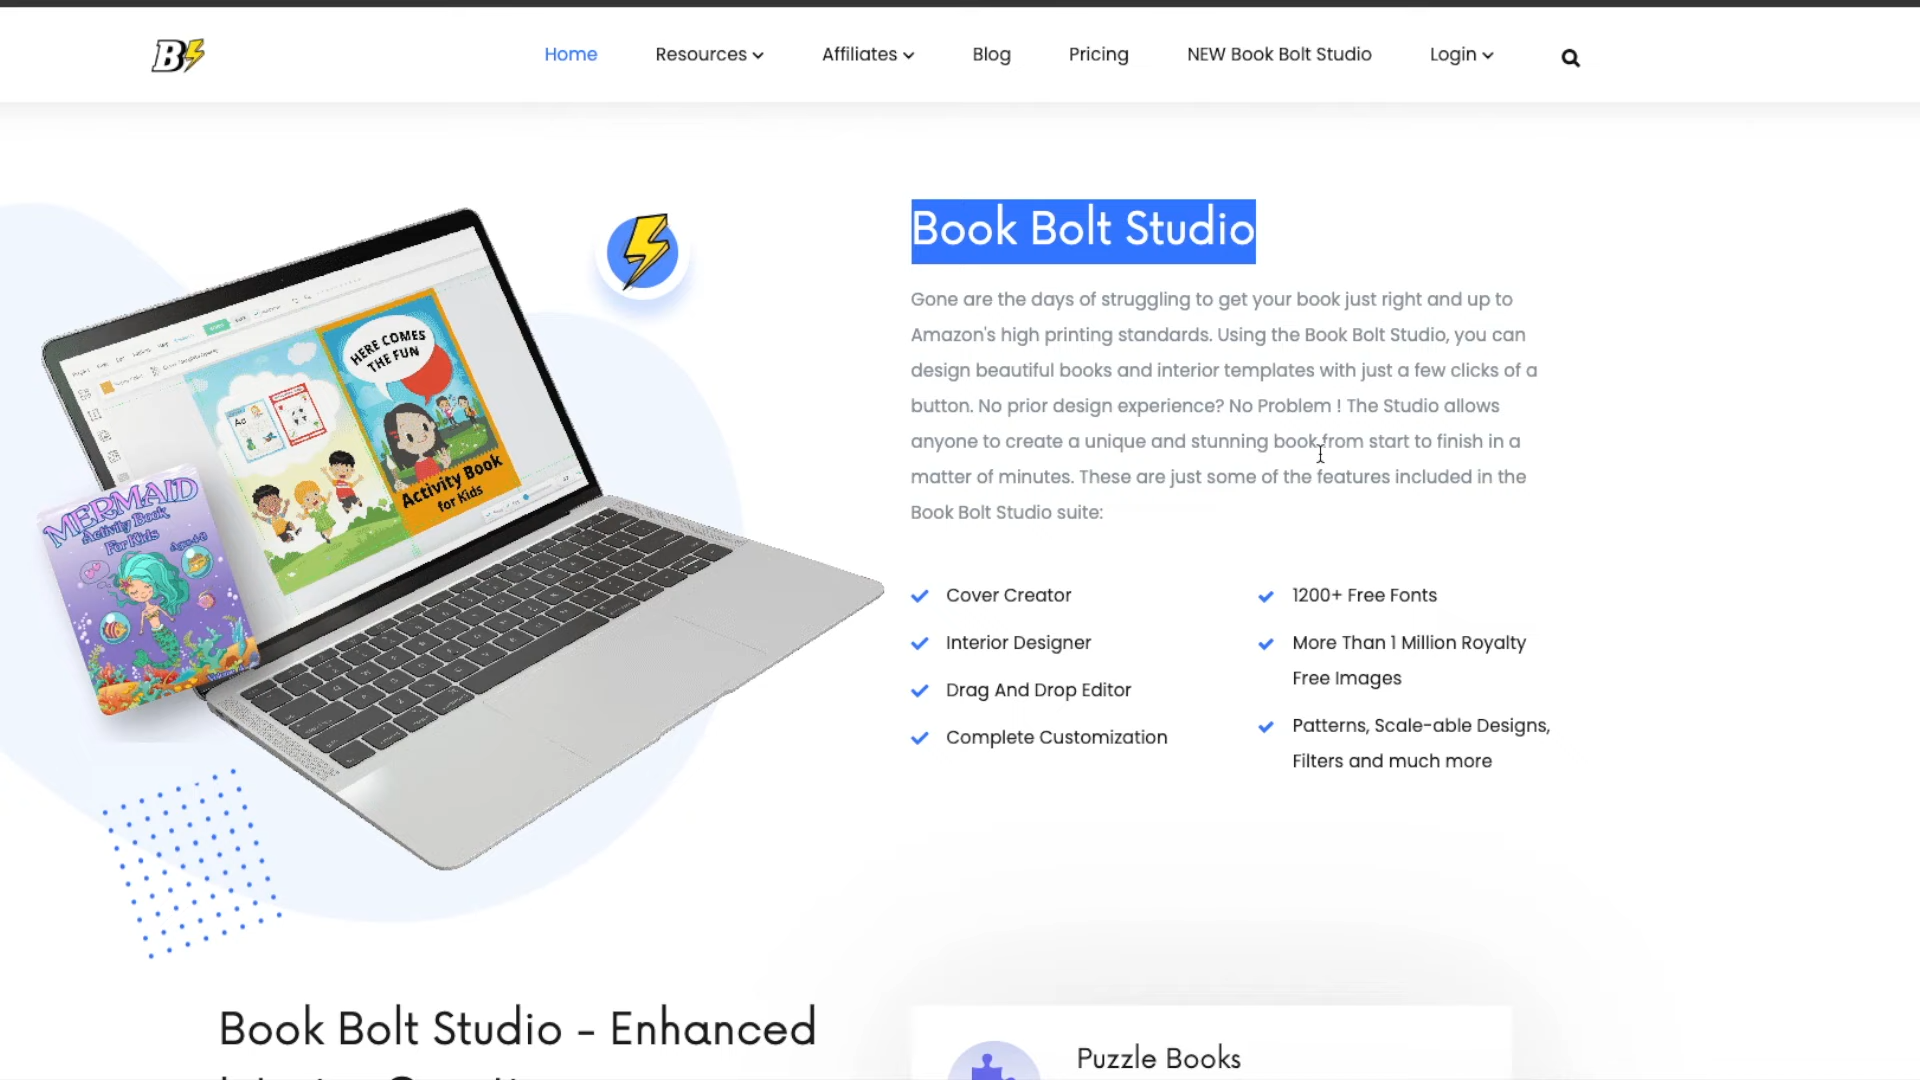 B
Home
Resources
Affiliates
Blog
Pricing
NEW Book Bolt Studio
Login
Book Bolt Studio
Gone are the days of struggling to get your book just right and up to
Amazon's high printing standards. Using the Book Bolt Studio, you can
design beautiful books and interior templates with just a few clicks of a
button. No prior design experience? No Problem ! The Studio allows
anyone to create a unique and stunning book from start to finish in a
matter of minutes. These are just some of the features included in the
Book Bolt Studio suite:
Cover Creator
Interior Designer
Drag And Drop Editor
Complete Customization
1200+ Free Fonts
More Than 1 Million Royalty
Free Images
Patterns, Scale-able Designs,
Filters and much more
HERE COMES
THE FUN
Aa
Activity Book
for Kids
MERMAID
Activity Book
For Kids
Ages 4-8
Book Bolt Studio - Enhanced
Puzzle Books